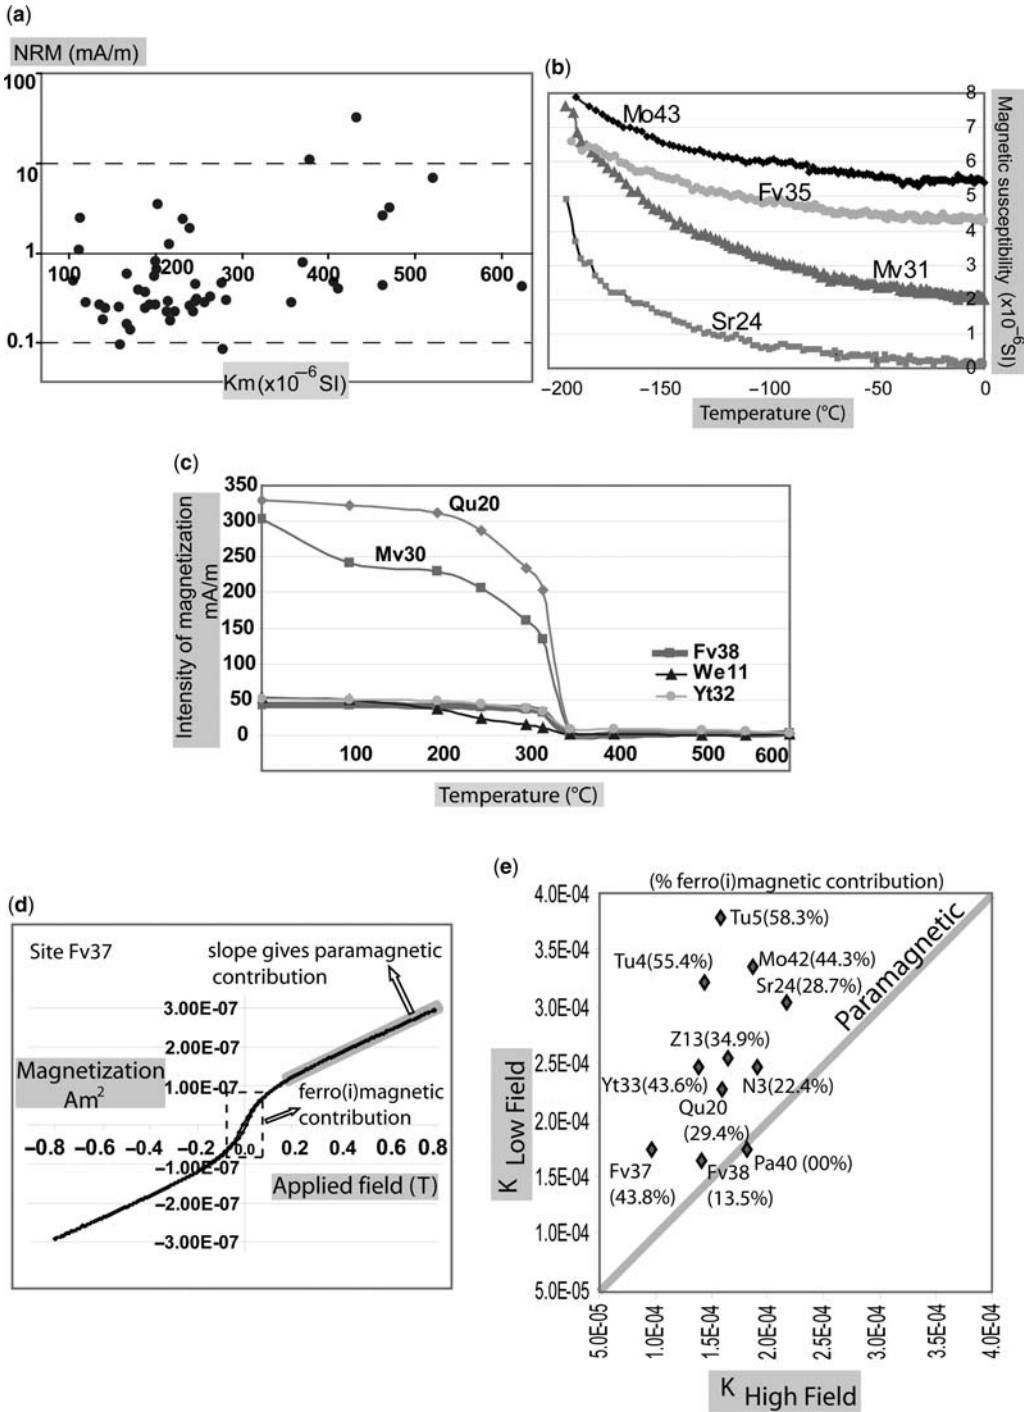 (a)
NRM (mA/m)
100
10
1
0.1
100 200 300 400 500 600
Km (x10⁻⁶ SI)
(b)
Mo43
Fv35
Mv31
Sr24
8
7
6
5
4
3
2
1
0
Magnetic susceptibility (x10⁻⁶SI)
−200 −150 −100 -50 0
Temperature (°C)
(c)
350
300
250
200
150
100
50
0
Intensity of magnetization
mA/m
Qu20
Mv30
Fv38
We11
Yt32
100 200 300 400 500 600
Temperature (°C)
(d)
Site Fv37
slope gives paramagnetic
contribution
3.00E-07
2.00E-07
1.00E-07
Magnetization
Am²
ferro(i)magnetic
contribution
−0.8 −0.6 −0.4 −0.2 0.0 0.2 0.4 0.6 0.8
−1.00E-07
−2.00E-07
−3.00E-07
Applied field (T)
(e)
(% ferro(i)magnetic contribution)
4.0E-04
3.5E-04
3.0E-04
2.5E-04
2.0E-04
1.5E-04
1.0E-04
5.0E-05
K Low Field
Tu5(58.3%)
Tu4(55.4%)
Mo42(44.3%)
Sr24(28.7%)
Paramagnetic
Z13(34.9%)
Yt33(43.6%)
N3(22.4%)
Qu20
(29.4%)
Fv37
(43.8%)
Fv38
(13.5%)
Pa40 (00%)
5.0E-05 1.0E-04 1.5E-04 2.0E-04 2.5E-04 3.0E-04 3.5E-04 4.0E-04
K High Field